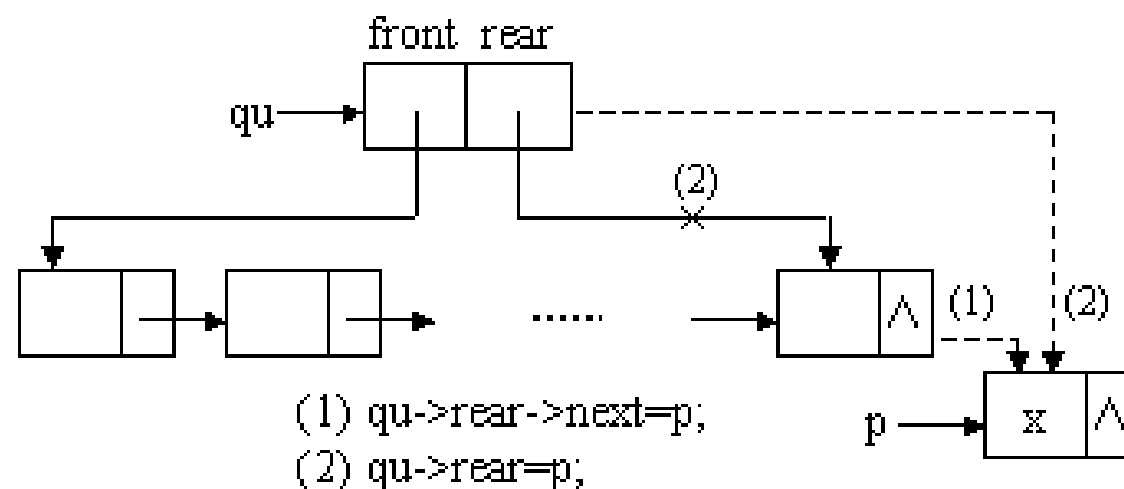 front rear
qu
(2)
......
∧ (1) (2)
(1) qu->rear->next=p;
p x ∧
(2) qu->rear=p;